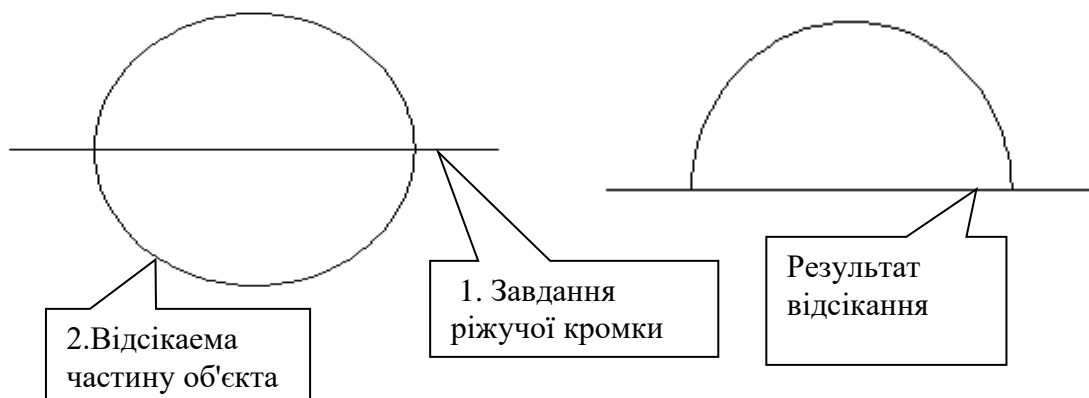 1. Завдання
ріжучої кромки
2.Відсікаема
частину об'єкта
Результат
відсікання